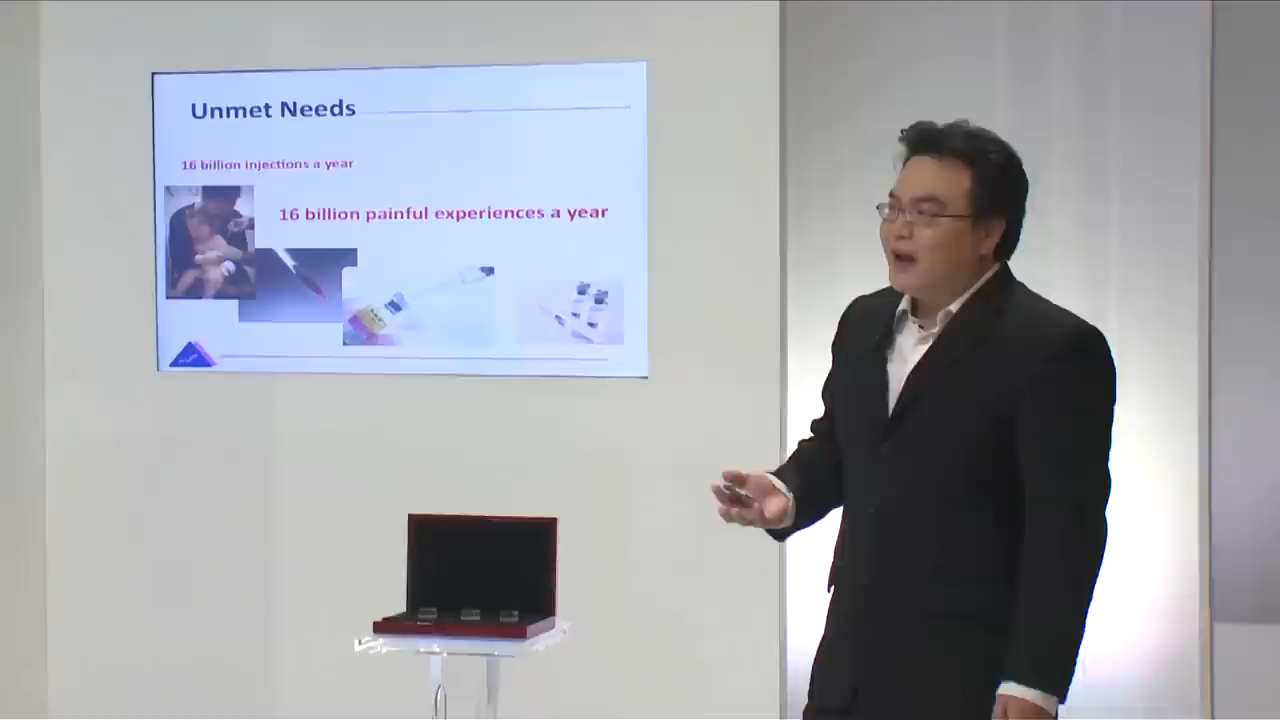 Unmet Needs
16 billion injections a year
16 billion painful experiences a year